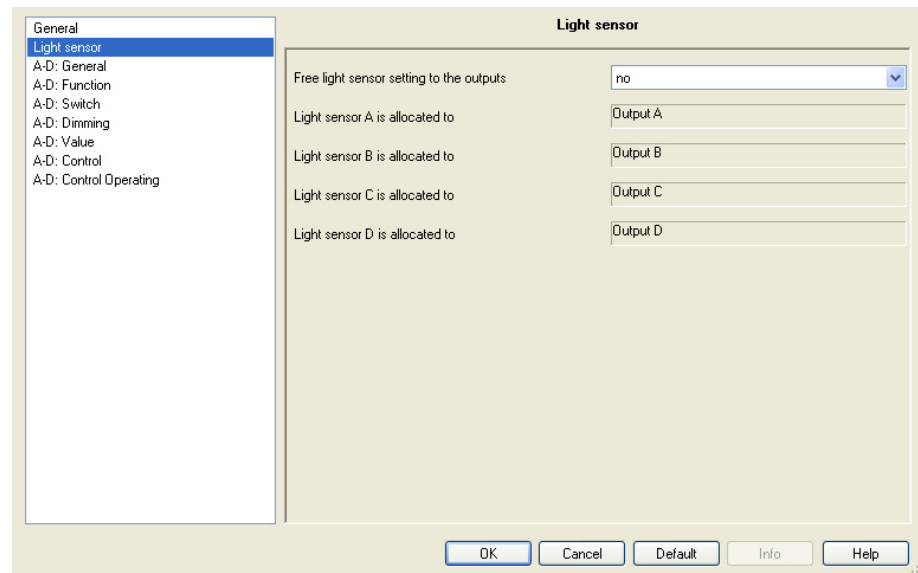 General
Light sensor
A-D: General
A-D: Function
A-D: Switch
A-D: Dimming
A-D: Value
A-D: Control
A-D: Control Operating
Light sensor
Free light sensor setting to the outputs no
Light sensor A is allocated to Output A
Light sensor B is allocated to Output B
Light sensor C is allocated to Output C
Light sensor D is allocated to Output D
OK Cancel Default Info Help